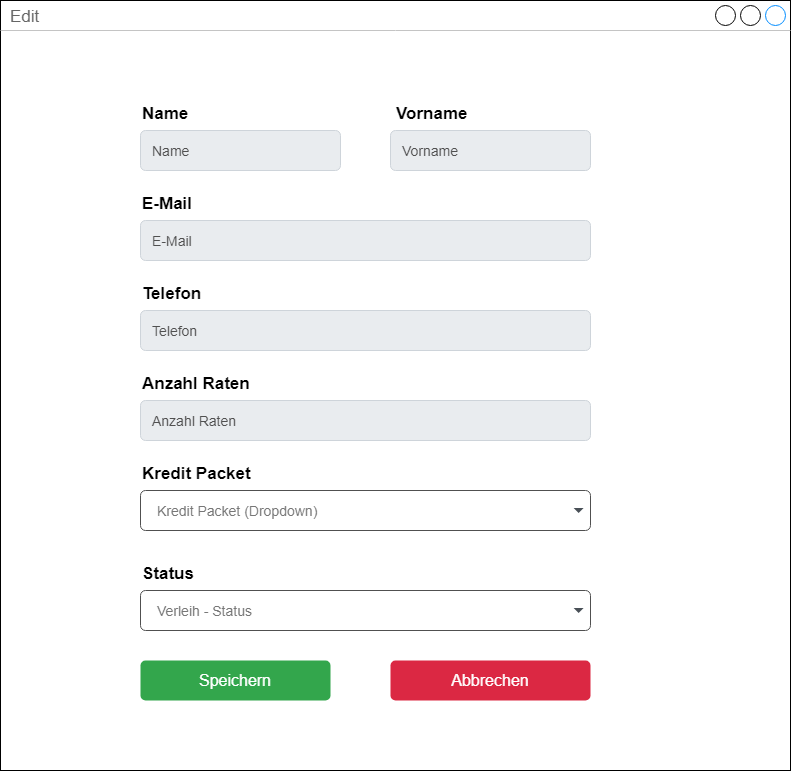 Edit
Name Vorname
Name Vorname
E-Mail
E-Mail
Telefon
Telefon
Anzahl Raten
Anzahl Raten
Kredit Packet
Kredit Packet (Dropdown)
Status
Verleih - Status
Speichern Abbrechen